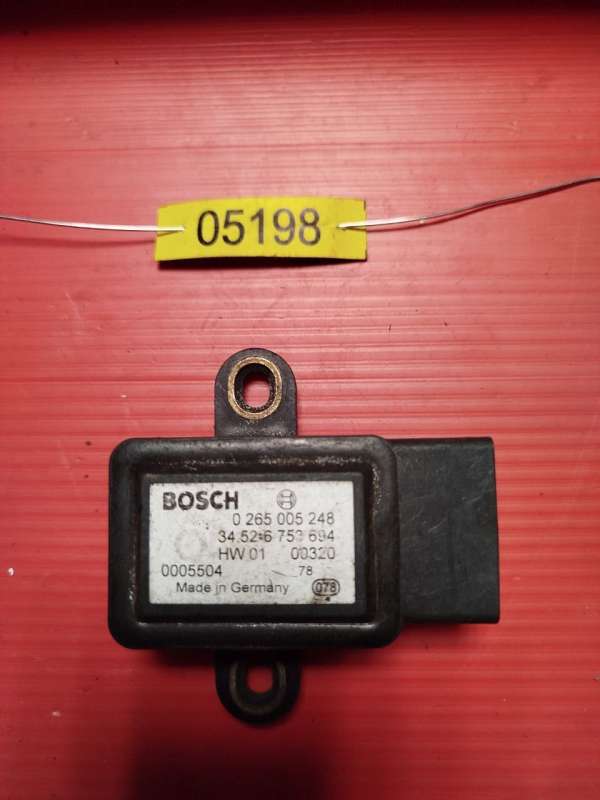 05198
BOSCH
0 265 005 248
34.52-6 753 694
HW 01 00320
0005504 78
Made in Germany 078
4